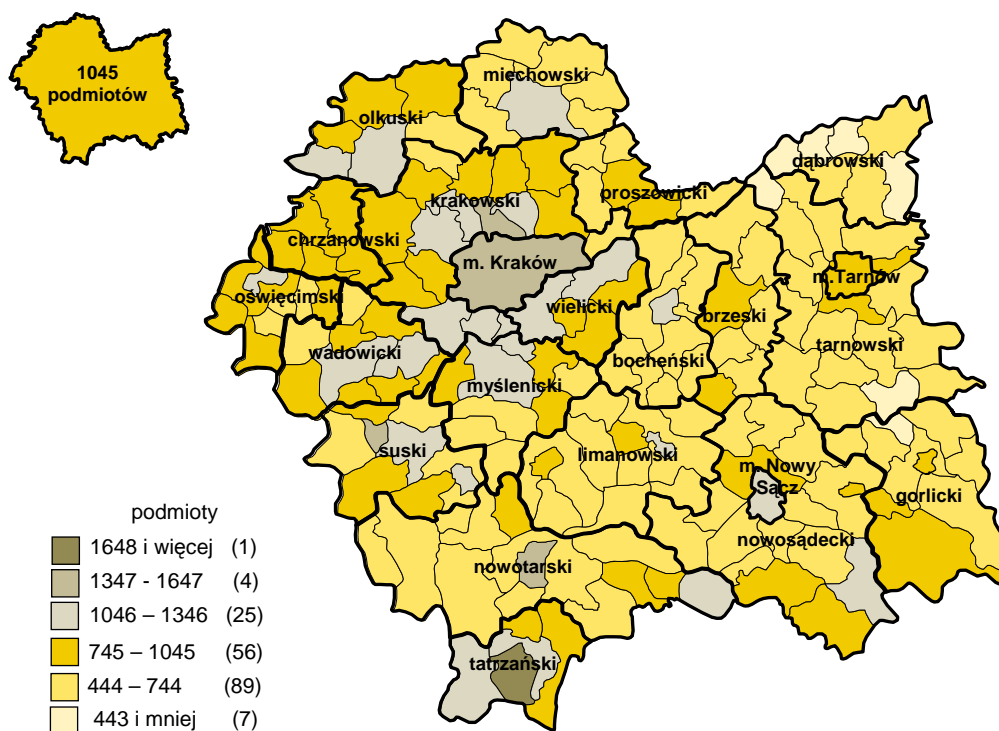 1045
podmiotów
miechowski
olkuski
dąbrowski
proszowicki
krakowski
chrzanowski
m. Kraków
m.Tarnów
oświęcimski
wielicki
brzeski
tarnowski
wadowicki
bocheński
myślenicki
suski
limanowski
m. Nowy
Sącz
gorlicki
nowosądecki
nowotarski
tatrzański
podmioty
1648 i więcej (1)
1347 - 1647 (4)
1046 – 1346 (25)
745 – 1045 (56)
444 – 744 (89)
443 i mniej (7)